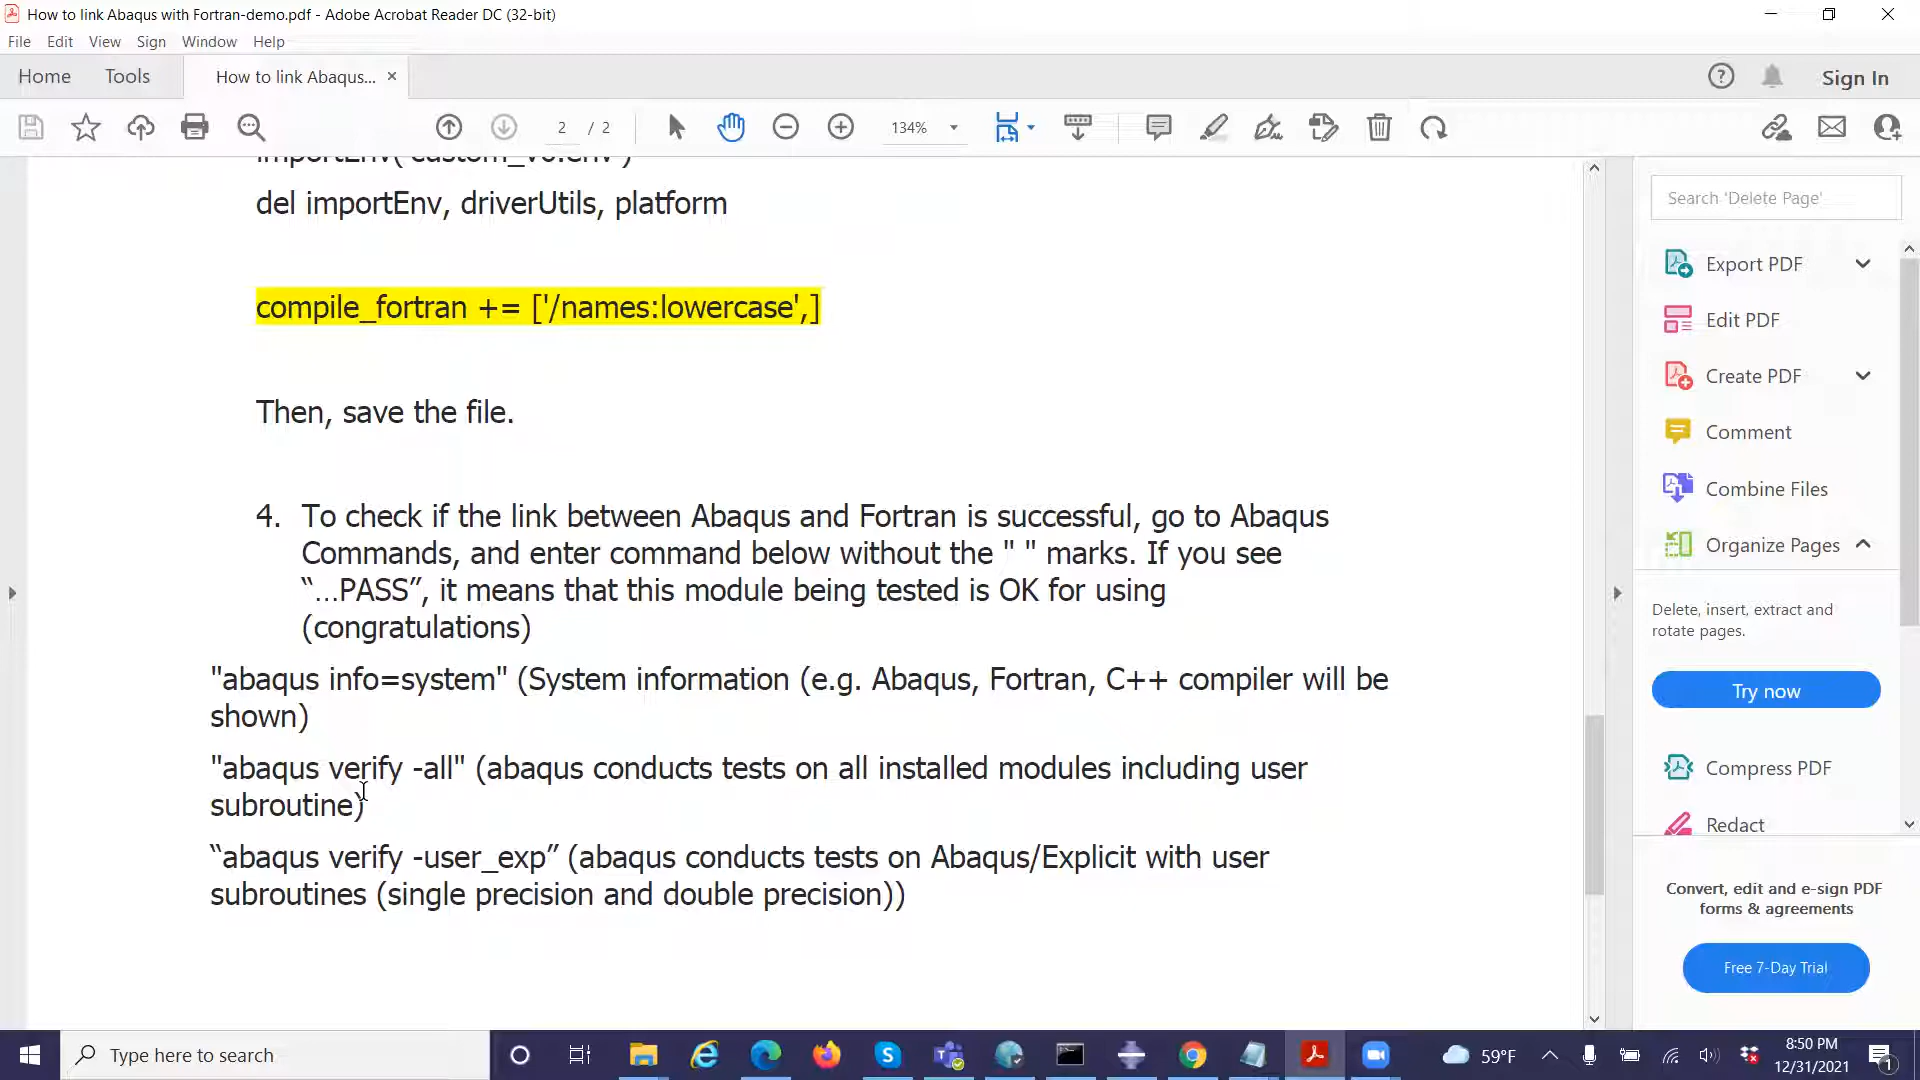 How to link Abaqus with Fortran-demo.pdf - Adobe Acrobat Reader DC (32-bit)
File Edit View Sign Window Help
Home Tools How to link Abaqus... × Sign In
2 / 2 134%
importEnv('custom_v6.env')
del importEnv, driverUtils, platform
compile_fortran += ['/names:lowercase',]
Then, save the file.
4. To check if the link between Abaqus and Fortran is successful, go to Abaqus
Commands, and enter command below without the " " marks. If you see
“...PASS”, it means that this module being tested is OK for using
(congratulations)
"abaqus info=system" (System information (e.g. Abaqus, Fortran, C++ compiler will be
shown)
"abaqus verify -all" (abaqus conducts tests on all installed modules including user
subroutine)
“abaqus verify -user_exp” (abaqus conducts tests on Abaqus/Explicit with user
subroutines (single precision and double precision))
Search 'Delete Page'
Export PDF
Edit PDF
Create PDF
Comment
Combine Files
Organize Pages
Delete, insert, extract and
rotate pages.
Try now
Compress PDF
Redact
Convert, edit and e-sign PDF
forms & agreements
Free 7-Day Trial
Type here to search
59°F
8:50 PM
12/31/2021
1